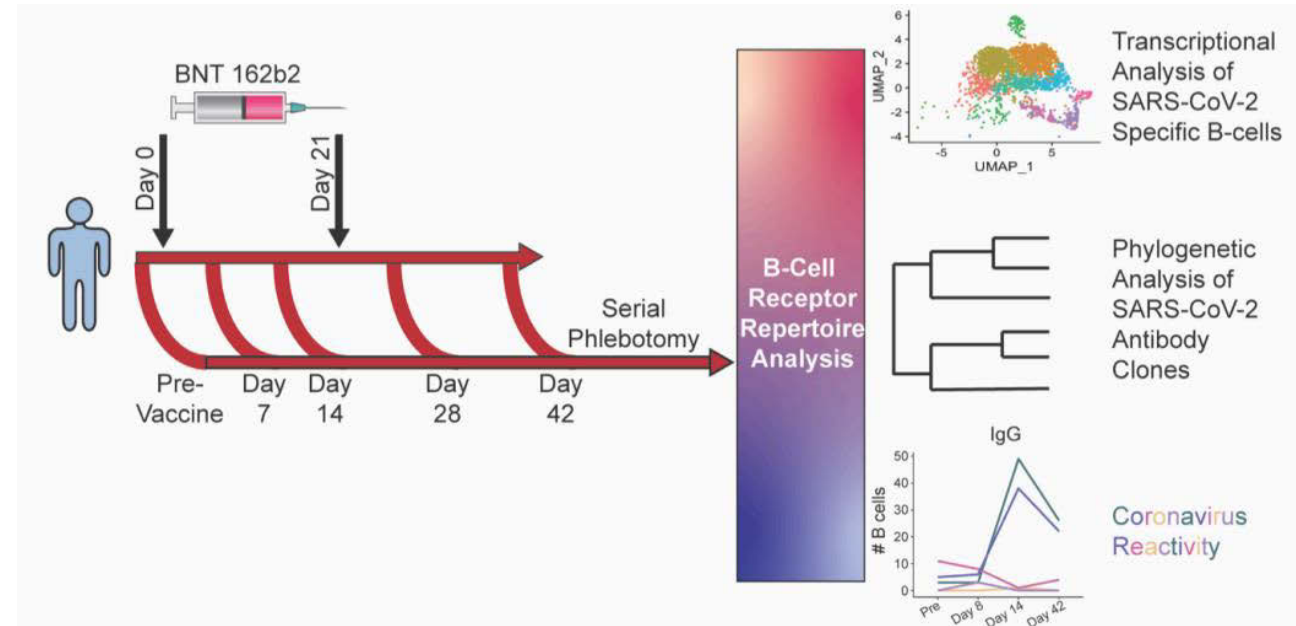 BNT 162b2
Day 0
Day 21
Serial
Phlebotomy
Pre-
Vaccine
Day
7
Day
14
Day
28
Day
42
B-Cell
Receptor
Repertoire
Analysis
UMAP_2
6
4
2
0
-2
-4
-5
0
5
UMAP_1
Transcriptional
Analysis of
SARS-CoV-2
Specific B-cells
Phylogenetic
Analysis of
SARS-CoV-2
Antibody
Clones
IgG
# B cells
50
40
30
20
10
0
Pre
Day 8
Day 14
Day 42
Coronavirus
Reactivity